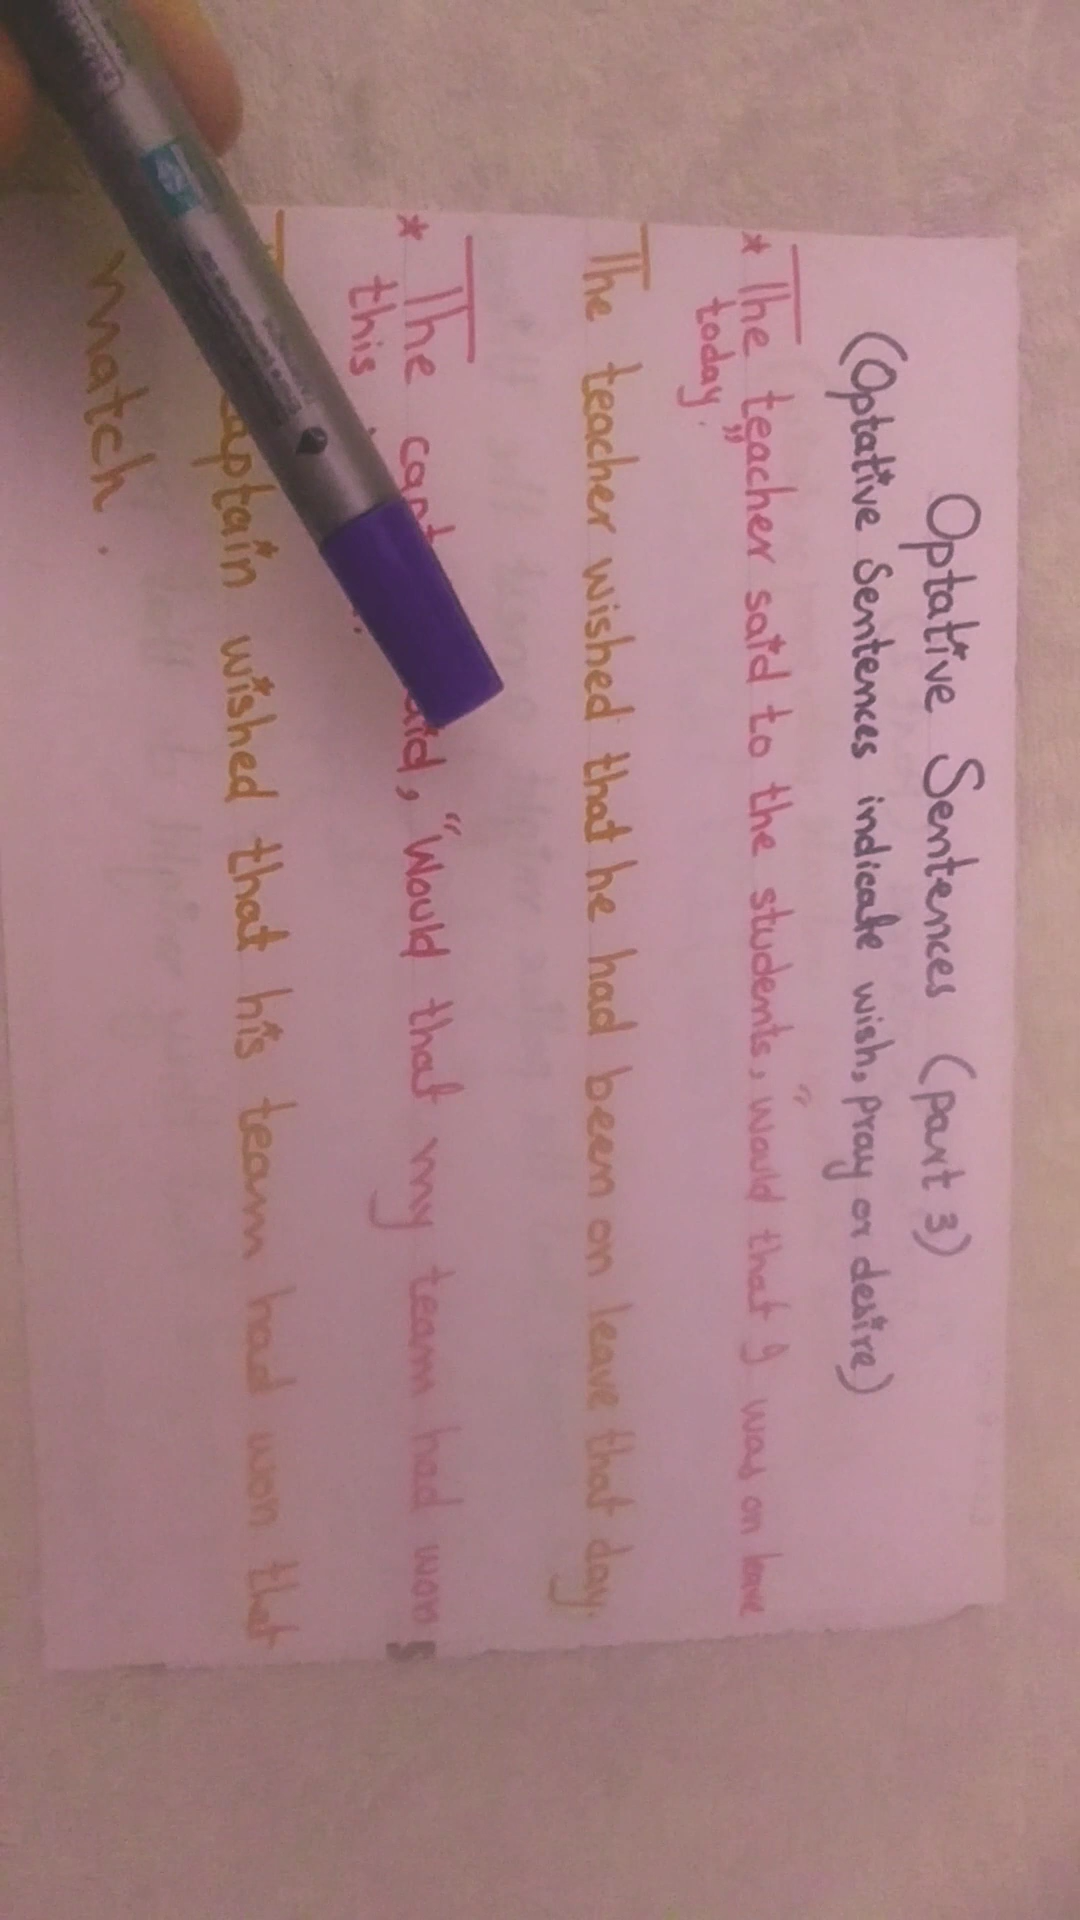 Optative Sentences (part 3)
(Optative Sentences indicate wish, pray or desire)
* The teacher said to the students, "would that I was on leave
today."
The teacher wished that he had been on leave that day.
* The said, "Would that my team had won
this
captain wished that his team had won that
match.